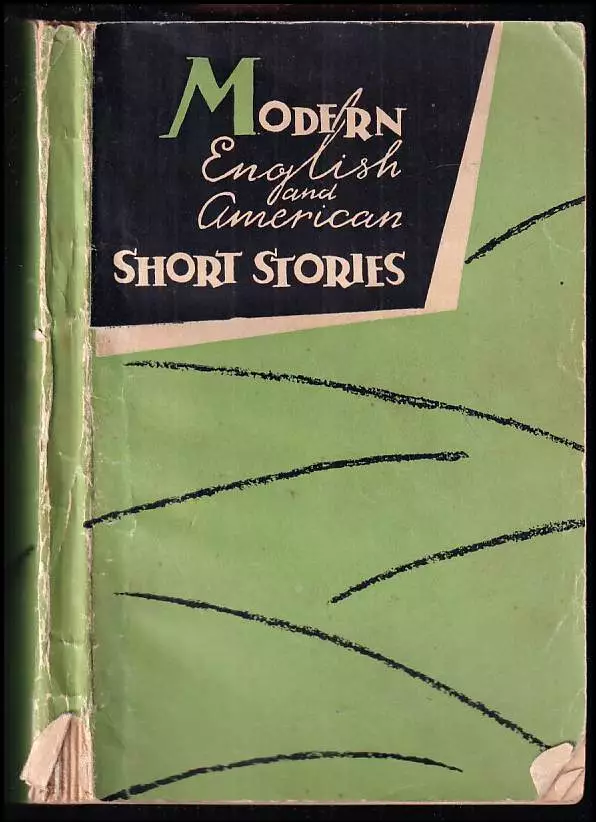 MODERN
English
and
American
SHORT STORIES